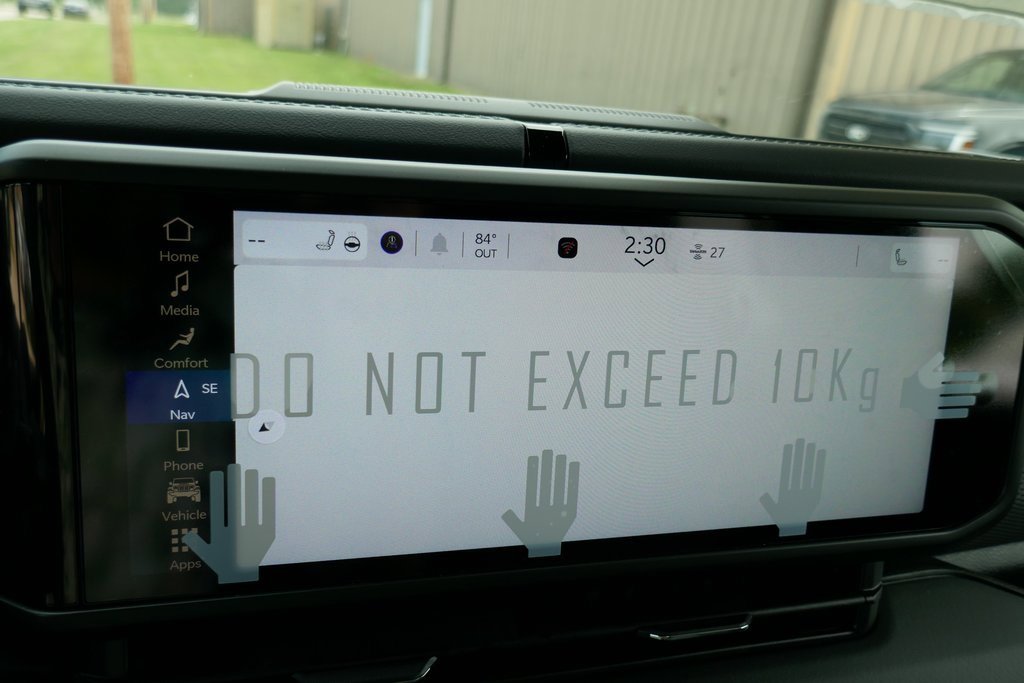 -- 84° 2:30 27 --
OUT
Home
Media
Comfort
SE
Nav
Phone
Vehicle
Apps
DO NOT EXCEED 10Kg